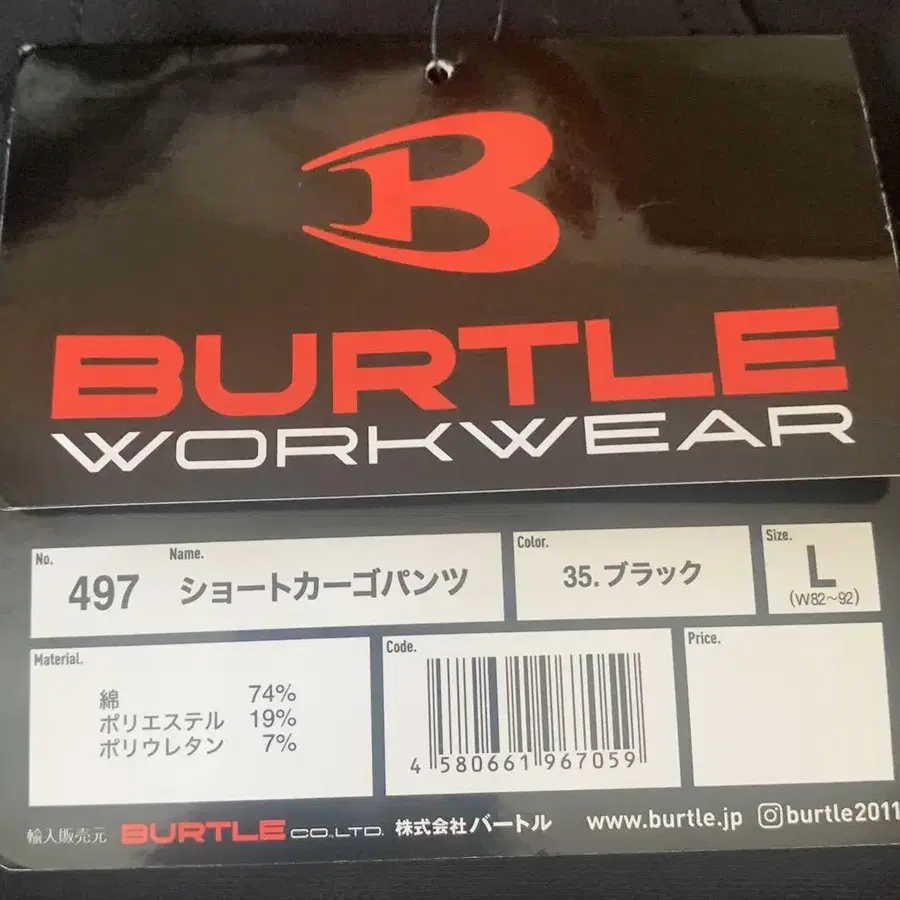 B
BURTLE
WORKWEAR
No. Name.
497 ショートカーゴパンツ
Color.
35.ブラック
Size.
L
(W82~92)
Material.
綿 74%
ポリエステル 19%
ポリウレタン 7%
Code.
4 580661 967059
Price.
輸入販売元 BURTLE CO.,LTD. 株式会社バートル www.burtle.jp burtle2011